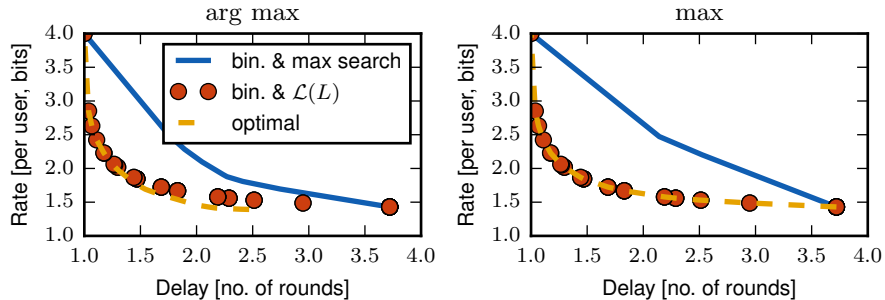 arg max
Rate [per user, bits]
4.0
3.5
3.0
2.5
2.0
1.5
1.0
bin. & max search
bin. & ℒ(L)
optimal
1.0 1.5 2.0 2.5 3.0 3.5 4.0
Delay [no. of rounds]
max
Rate [per user, bits]
4.0
3.5
3.0
2.5
2.0
1.5
1.0
1.0 1.5 2.0 2.5 3.0 3.5 4.0
Delay [no. of rounds]